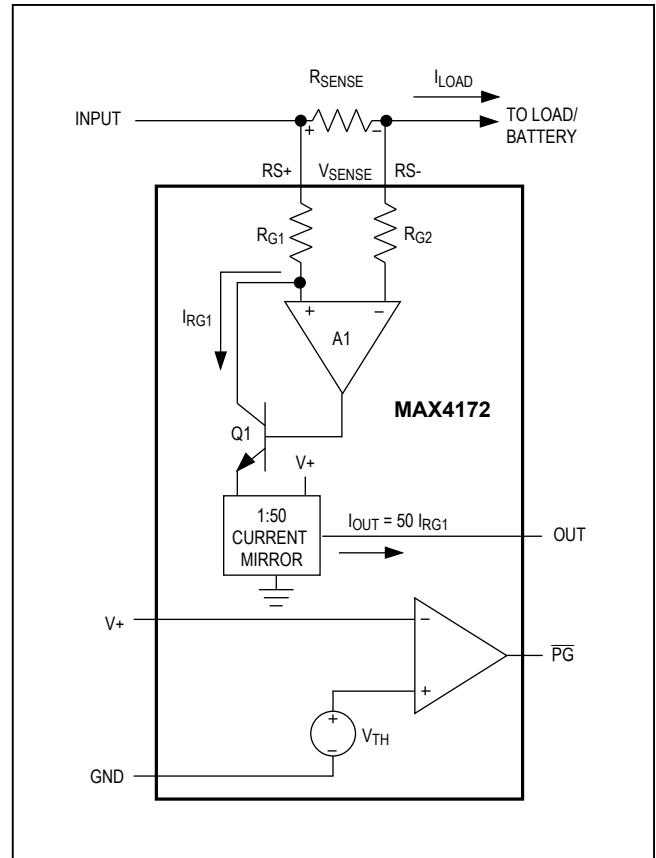 RSENSE
ILOAD
INPUT
TO LOAD/
BATTERY
+
−
RS+
VSENSE
RS-
RG1
RG2
IRG1
+
−
A1
MAX4172
Q1
V+
1:50
CURRENT
MIRROR
IOUT = 50 IRG1
OUT
V+
−
PG
+
+
VTH
−
GND